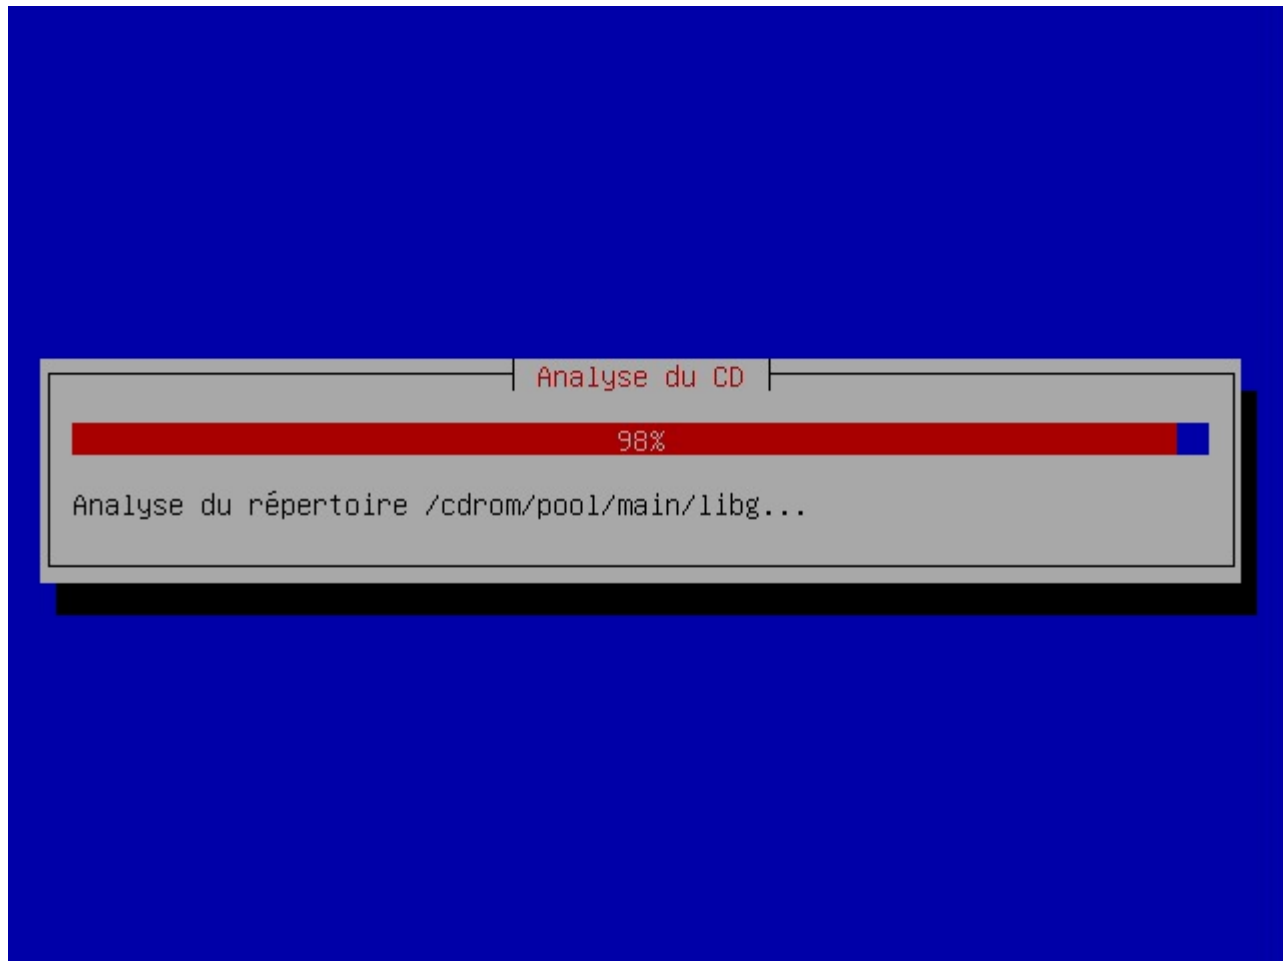 Analyse du CD
98%
Analyse du répertoire /cdrom/pool/main/libg...